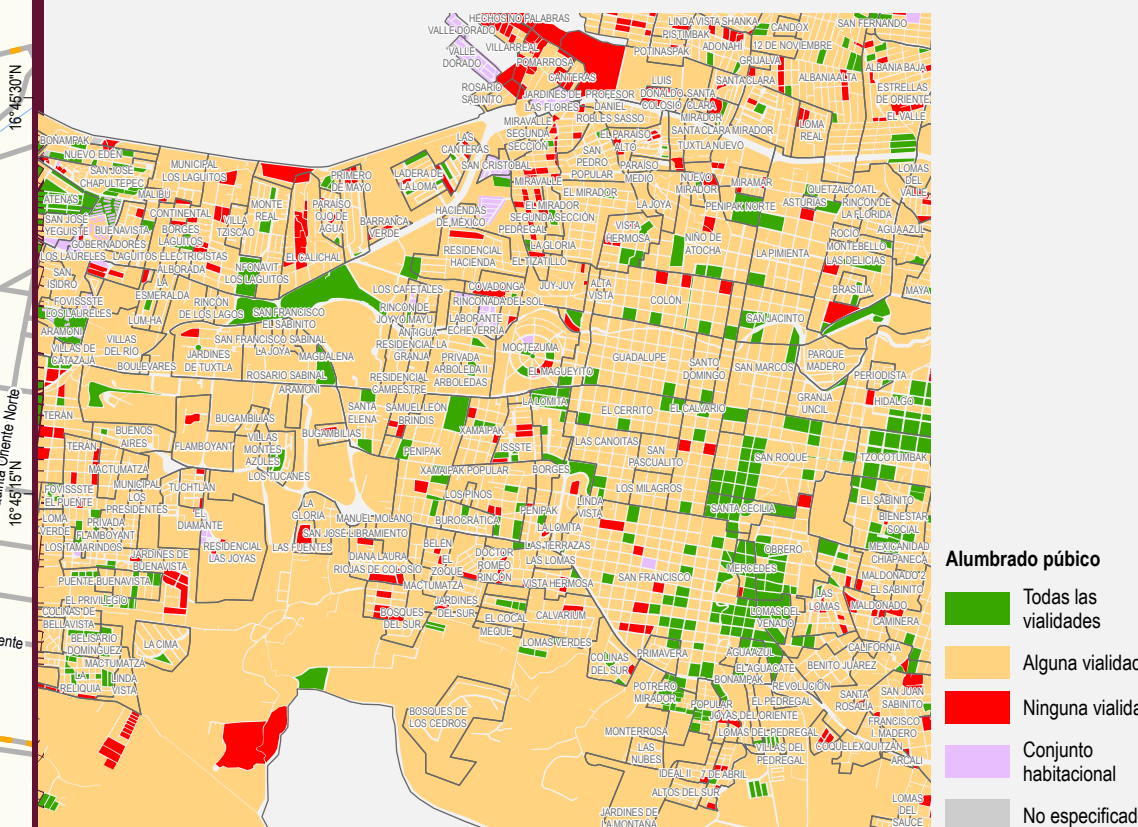 HECHOS NO PALABRAS
LINDA VISTA SHANKA
CANDOX
SAN FERNANDO
VALLE DORADO
PISTIMBAK
VILLARREAL
POTINASPAK
ADONAHI
12 DE NOVIEMBRE
VALLE
DORADO
POMARROSA
GRIJALVA
ALBANIA BAJA
CANTERAS
LUIS
DONALDO
COLOSIO
SANTA CLARA
ALBANIA ALTA
ROSARIO
SABINITO
JARDINES DE
LAS FLORES
PROFESOR
DANIEL
ROBLES SASSO
SANTA
CLARA
MIRADOR
ESTRELLAS
DE ORIENTE
EL VALLE
MIRAVALLE
SEGUNDA
SECCIÓN
LOMA
REAL
16° 45'30"N
BONAMPAK
LAS
CANTERAS
EL PARAISO
ALTO
SANTA CLARA MIRADOR
NUEVO EDÉN
SAN
PEDRO
POPULAR
TUXTLA NUEVO
SAN JOSÉ
CHAPULTEPEC
MUNICIPAL
LOS LAGUITOS
SAN CRISTOBAL
PARAISO
MEDIO
LOMAS
DEL
VALLE
PRIMERO
DE MAYO
LADERA DE
LA LOMA
MIRAVALLE
NUEVO
MIRADOR
MIRAMAR
ATENAS
MALIBÚ
EL MIRADOR
QUETZALCOATL
MONTE
REAL
PARAISO
OJO DE
AGUA
EL MIRADOR
SEGUNDA SECCIÓN
LA JOYA
PENIPAK NORTE
ASTURIAS
RINCON DE
LA FLORIDA
CONTINENTAL
HACIENDAS
DE MÉXICO
SAN JOSÉ
YEGUISTE
BUENAVISTA
BORGES
LAGUITOS
VILLA
TZISCAO
BARRANCA
VERDE
PEDREGAL
VISTA
HERMOSA
AGUAAZUL
GUBERNADORES
NIÑO DE
ATOCHA
ROCIO
MONTEBELLO
LOS LAURELES
LAGUITOS
ELECTRICISTAS
EL CALICHAL
RESIDENCIAL
HACIENDA
LA GLORIA
LA PIMIENTA
EL TIZATILLO
LAS DELICIAS
SAN
ISIDRO
ALBORADA
NFONAVIT
LOS LAGUITOS
LA
ESMERALDA
LOS CAFETALES
COVADONGA
JUY-JUY
ALTA
VISTA
BRASILIA
MAYA
FOVISSSTE
LOS LAURELES
RINCÓN
DE LOS LAGOS
RINCONADA DEL SOL
COLON
RINCON DE
JOYYO MAYU
SAN FRANCISCO
EL SABINITO
LABORANTE
ECHEVERRÍA
LUM-HA
SAN JACINTO
ARAMONI
ANTIGUA
RESIDENCIAL LA
GRANJA
SAN FRANCISCO SABINAL
LA JOYA
MOCTEZUMA
VILLAS DE
CATAZAJA
VILLAS
DEL RIO
JARDINES
DE TUXTLA
MAGDALENA
PRIVADA
ARBOLEDA II
ARBOLEDAS
GUADALUPE
SANTO
DOMINGO
PARQUE
MADERO
BOULEVARES
ROSARIO SABINAL
RESIDENCIAL
CAMPESTRE
EL MAGUEYITO
SAN MARCOS
PERIODISTA
ARAMONI
GRANJA
UNCIL
HIDALGO
TERAN
SANTA
ELENA
SAMUEL LEON
BRINDIS
LA LOMITA
EL CERRITO
EL CALVARIO
BUGAMBILIAS
BUENOS
AIRES
BUGAMBILIAS
XAMAIPAK
TERAN
FLAMBOYANT
VILLAS
MONTES
AZULES
ISSSTE
LAS CANOITAS
PENIPAK
SAN
PASCUALITO
SAN ROQUE
TZOCOTUMBAK
MACTUMATZÁ
LOS TUCANES
XAMAIPAK POPULAR
BORGES
16° 45'15"N
FOVISSSTE
EL PUENTE
MUNICIPAL
LOS
PRESIDENTES
TUCHTLAN
LOS MILAGROS
LOS PINOS
EL SABINITO
LA
GLORIA
LINDA
VISTA
SANTA CECILIA
PENIPAK
LOMA
VERDE
PRIVADA
FLAMBOYANT
EL
DIAMANTE
MANUEL MOLANO
BUROCRATICA
BIENESTAR
SOCIAL
LA LOMITA
SAN JOSE LIBRAMIENTO
LOS TAMARINDOS
RESIDENCIAL
LAS JOYAS
LAS FUENTES
BELÉN
LAS TERRAZAS
OBRERO
MEXICANIDAD
CHIAPANECA
JARDINES DE
BUENAVISTA
DIANA LAURA
RIOJAS DE COLOSIO
EL
ZOQUE
DOCTOR
ROMEO
RINCÓN
LAS LOMAS
MERCEDES
PUENTE BUENAVISTA
MACTUMATZÁ
VISTA HERMOSA
SAN FRANCISCO
MALDONADO 2
EL SABINITO
EL PRIVILEGIO
JARDINES
DEL SUR
LAS
LOMAS
MALDONADO
COLINAS DE
BELLAVISTA
BOSQUES
DEL SUR
EL COCAL
MEQUE
CALVARIUM
LOMAS DEL
VENADO
CAMINERA
BELISARIO
DOMÍNGUEZ
LA CIMA
LOMAS VERDES
CALIFORNIA
PRIMAVERA
AGUAAZUL
MACTUMATZÁ
COLINAS
DEL SUR
EL AGUACATE
BENITO JUÁREZ
LA
RELIQUIA
LINDA
VISTA
BONAMPAK
POTRERO
MIRADOR
REVOLUCIÓN
SANTA
ROSALIA
SAN JUAN
SABINITO
POPULAR
EL PEDREGAL
BOSQUES DE
LOS CEDROS
JOYAS DEL ORIENTE
FRANCISCO
I. MADERO
MONTERROSA
LOMAS DEL PEDREGAL
COQUELEXQUITZÁN
LAS
NUBES
VILLAS DEL
PEDREGAL
ARCALI
IDEAL II
7 DE ABRIL
ALTOS DEL SUR
LOMAS
DEL
SAUCE
JARDINES DE
LA MONTAÑA
Oriente Norte
ente
Alumbrado púbico
Todas las
vialidades
Alguna vialidad
Ninguna vialida
Conjunto
habitacional
No especificad